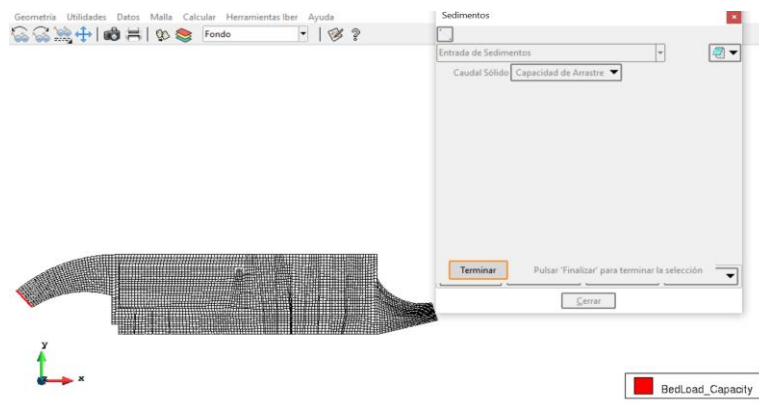 Geometría Utilidades Datos Malla Calcular Herramientas Iber Ayuda
Fondo
Sedimentos
Entrada de Sedimentos
Caudal Sólido Capacidad de Arrastre
Terminar Pulsar 'Finalizar' para terminar la selección
Cerrar
y
x
BedLoad_Capacity